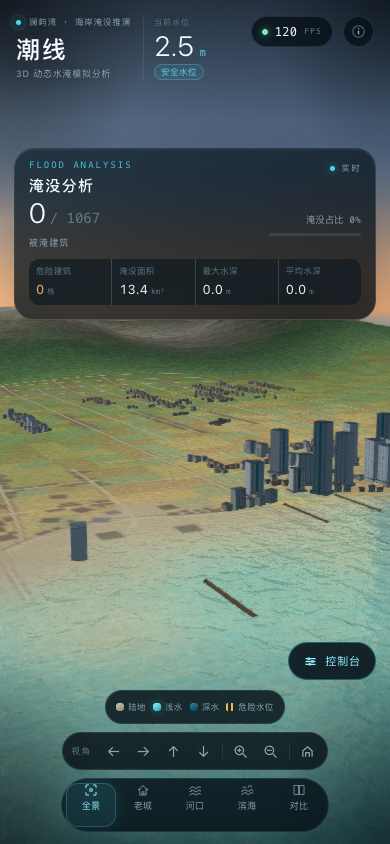 澜屿湾 · 海岸淹没推演
潮线
3D 动态水淹模拟分析
当前水位
2.5 m
安全水位
120 FPS
FLOOD ANALYSIS
实时
淹没分析
0 / 1067
淹没占比 0%
被淹建筑
危险建筑
0 栋
淹没面积
13.4 km²
最大水深
0.0 m
平均水深
0.0 m
控制台
陆地 浅水 深水 危险水位
视角
全景 老城 河口 滨海 对比